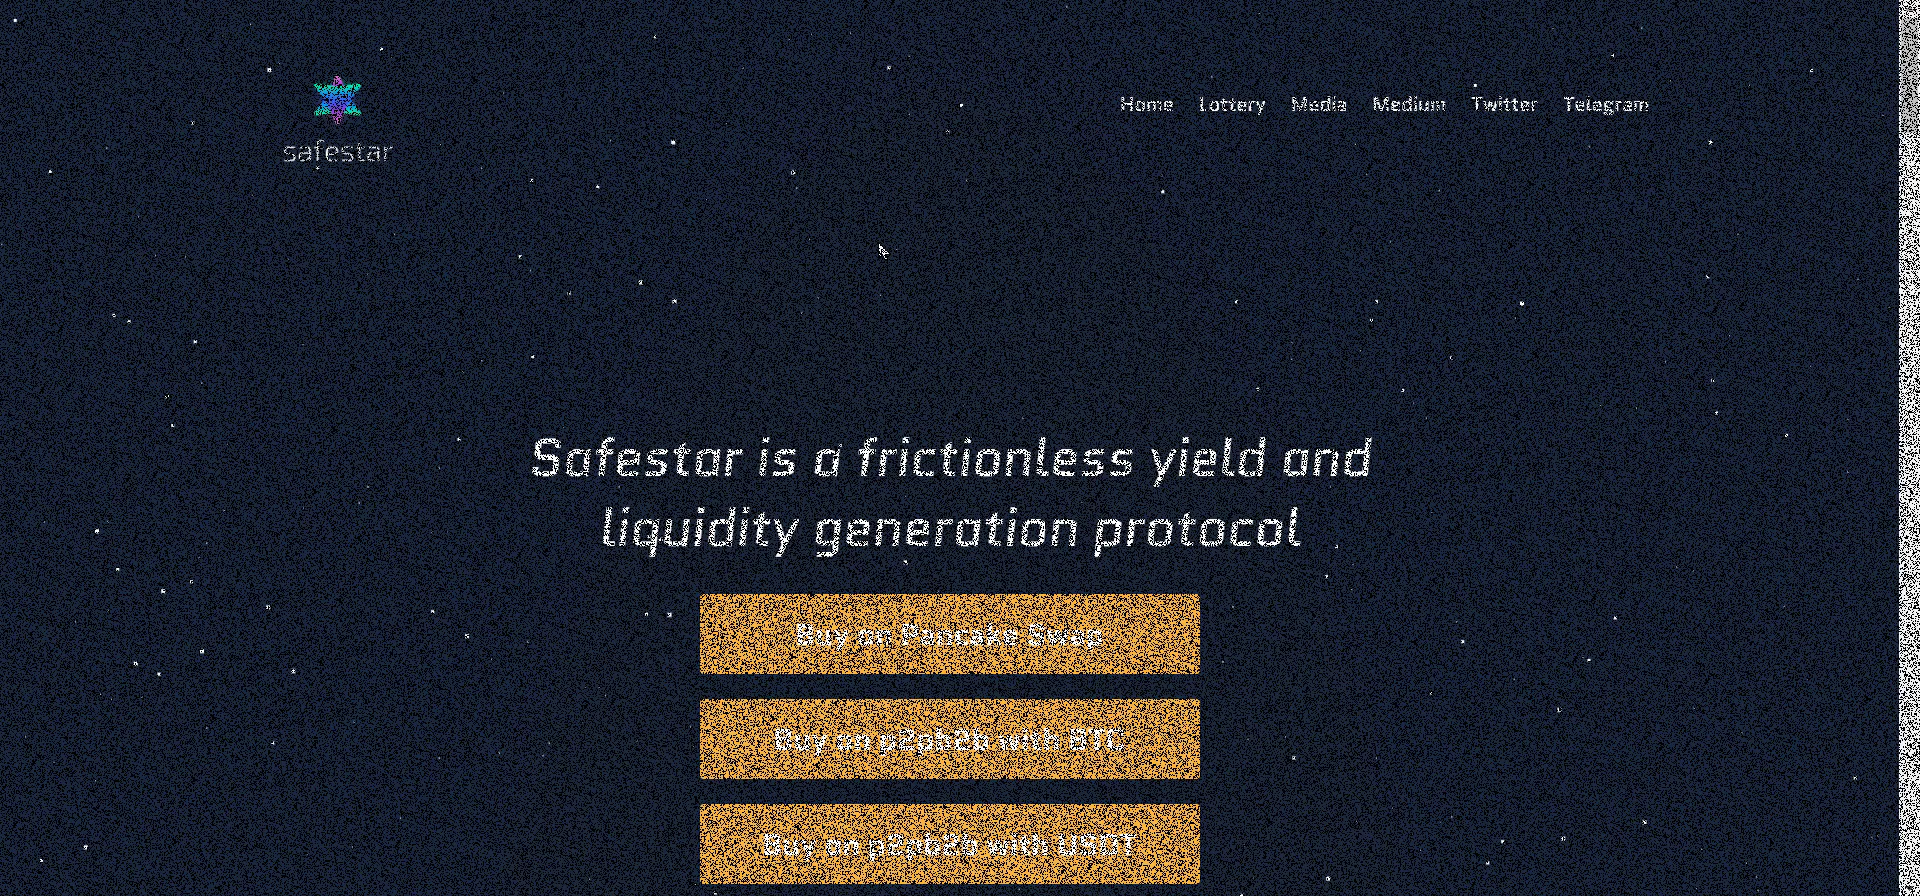 safestar
Home Lottery Media Medium Twitter Telegram
Safestar is a frictionless yield and
liquidity generation protocol
Buy on Pancake Swap
Buy on p2pb2b with BTC
Buy on p2pb2b with USDT